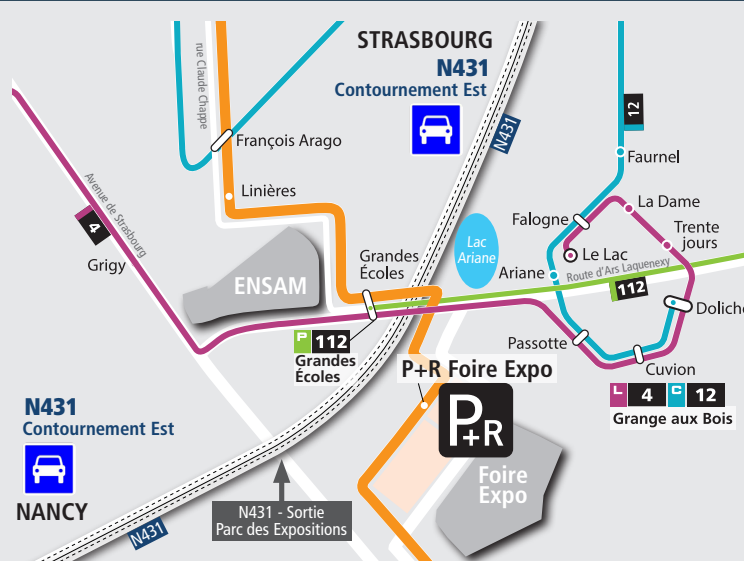 STRASBOURG
N431
Contournement Est
N431
rue Claude Chappe
François Arago
Linières
12
Faurnel
La Dame
Falogne
Trente
jours
Le Lac
Lac
Ariane
Ariane
Route d'Ars Laquenexy
112
Avenue de Strasbourg
4
Grigy
ENSAM
Grandes
Écoles
Doliche
Passotte
Cuvion
P 112
Grandes
Écoles
P+R Foire Expo
P+R
L 4 C 12
Grange aux Bois
N431
Contournement Est
NANCY
N431
N431 - Sortie
Parc des Expositions
Foire
Expo